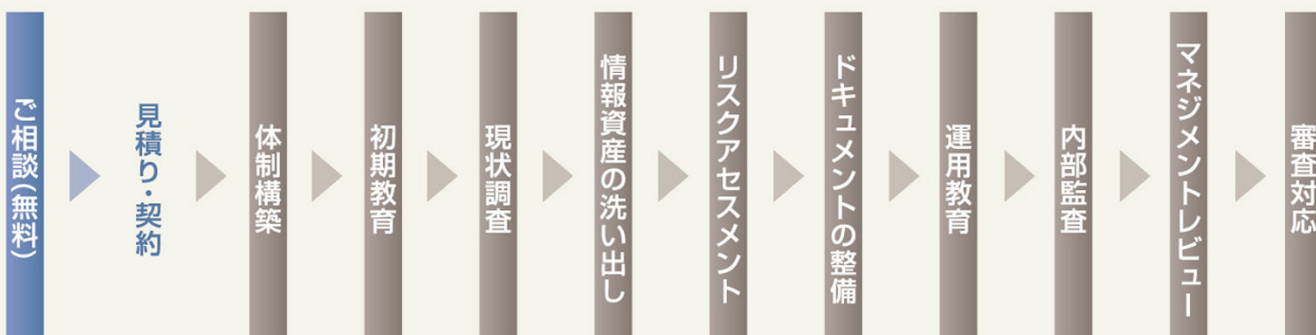 ご相談(無料)
見積り・契約
体制構築
初期教育
現状調査
情報資産の洗い出し
リスクアセスメント
ドキュメントの整備
運用教育
内部監査
マネジメントレビュー
審査対応